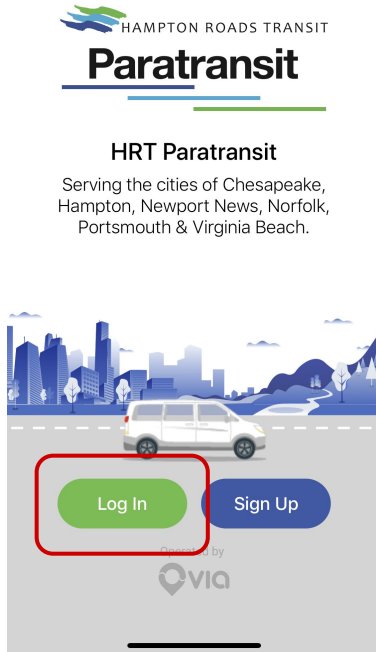 HAMPTON ROADS TRANSIT
Paratransit
HRT Paratransit
Serving the cities of Chesapeake,
Hampton, Newport News, Norfolk,
Portsmouth & Virginia Beach.
Log In
Sign Up
Operated by
via